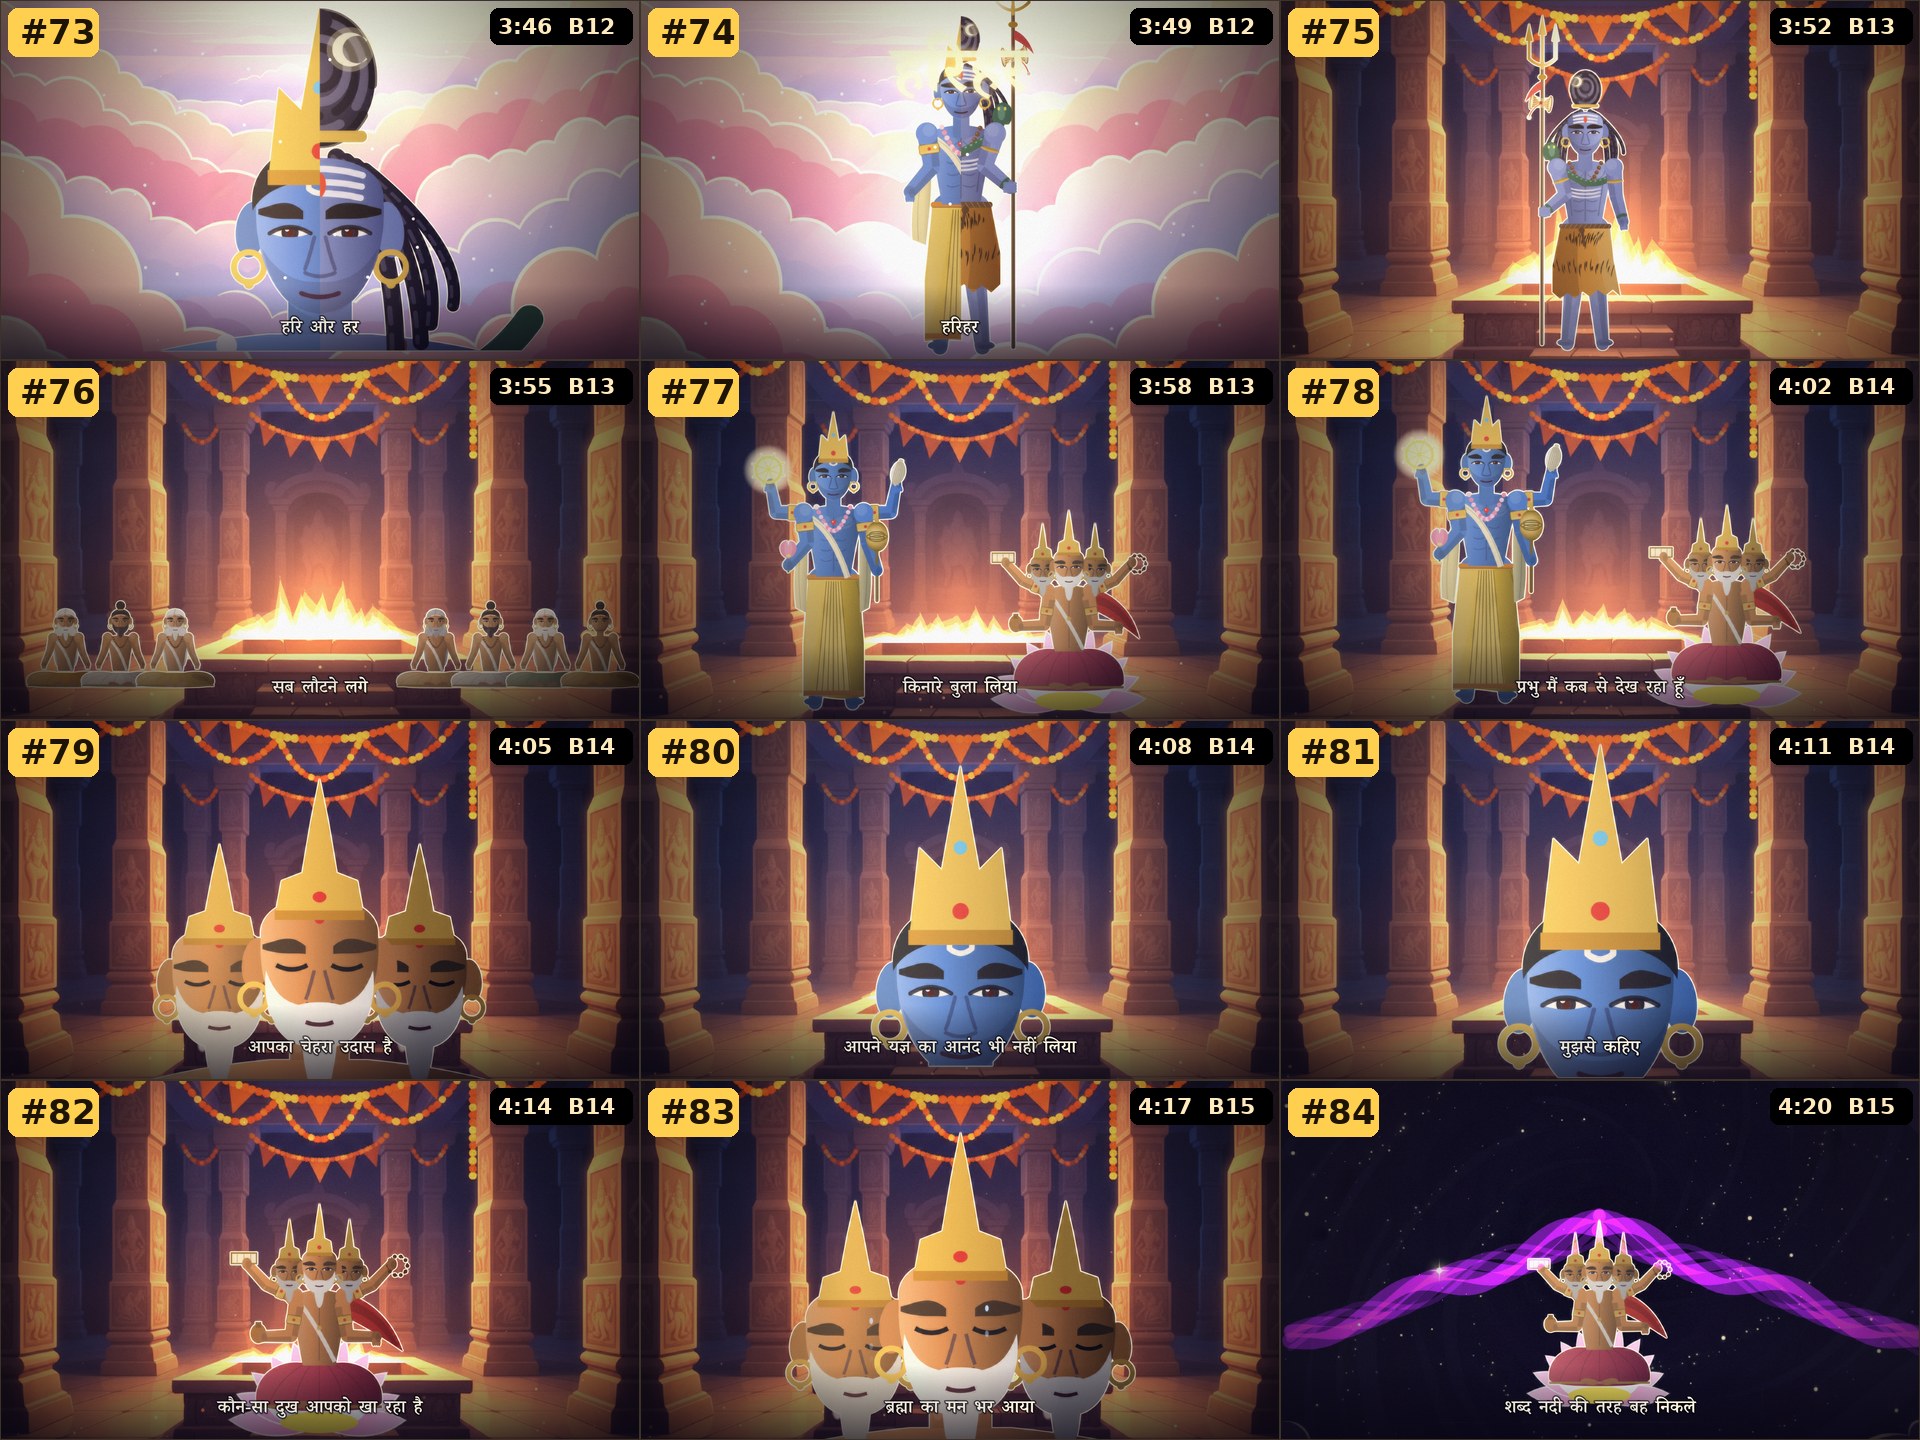 #73
3:46 B12
हरि और हर
#74
3:49 B12
हरिहर
#75
3:52 B13
#76
3:55 B13
सब लौटने लगे
#77
3:58 B13
किनारे बुला लिया
#78
4:02 B14
प्रभु मैं कब से देख रहा हूँ
#79
4:05 B14
आपका चेहरा उदास है
#80
4:08 B14
आपने यज्ञ का आनंद भी नहीं लिया
#81
4:11 B14
मुझसे कहिए
#82
4:14 B14
कौन-सा दुख आपको खा रहा है
#83
4:17 B15
ब्रह्मा का मन भर आया
#84
4:20 B15
शब्द नदी की तरह बह निकले